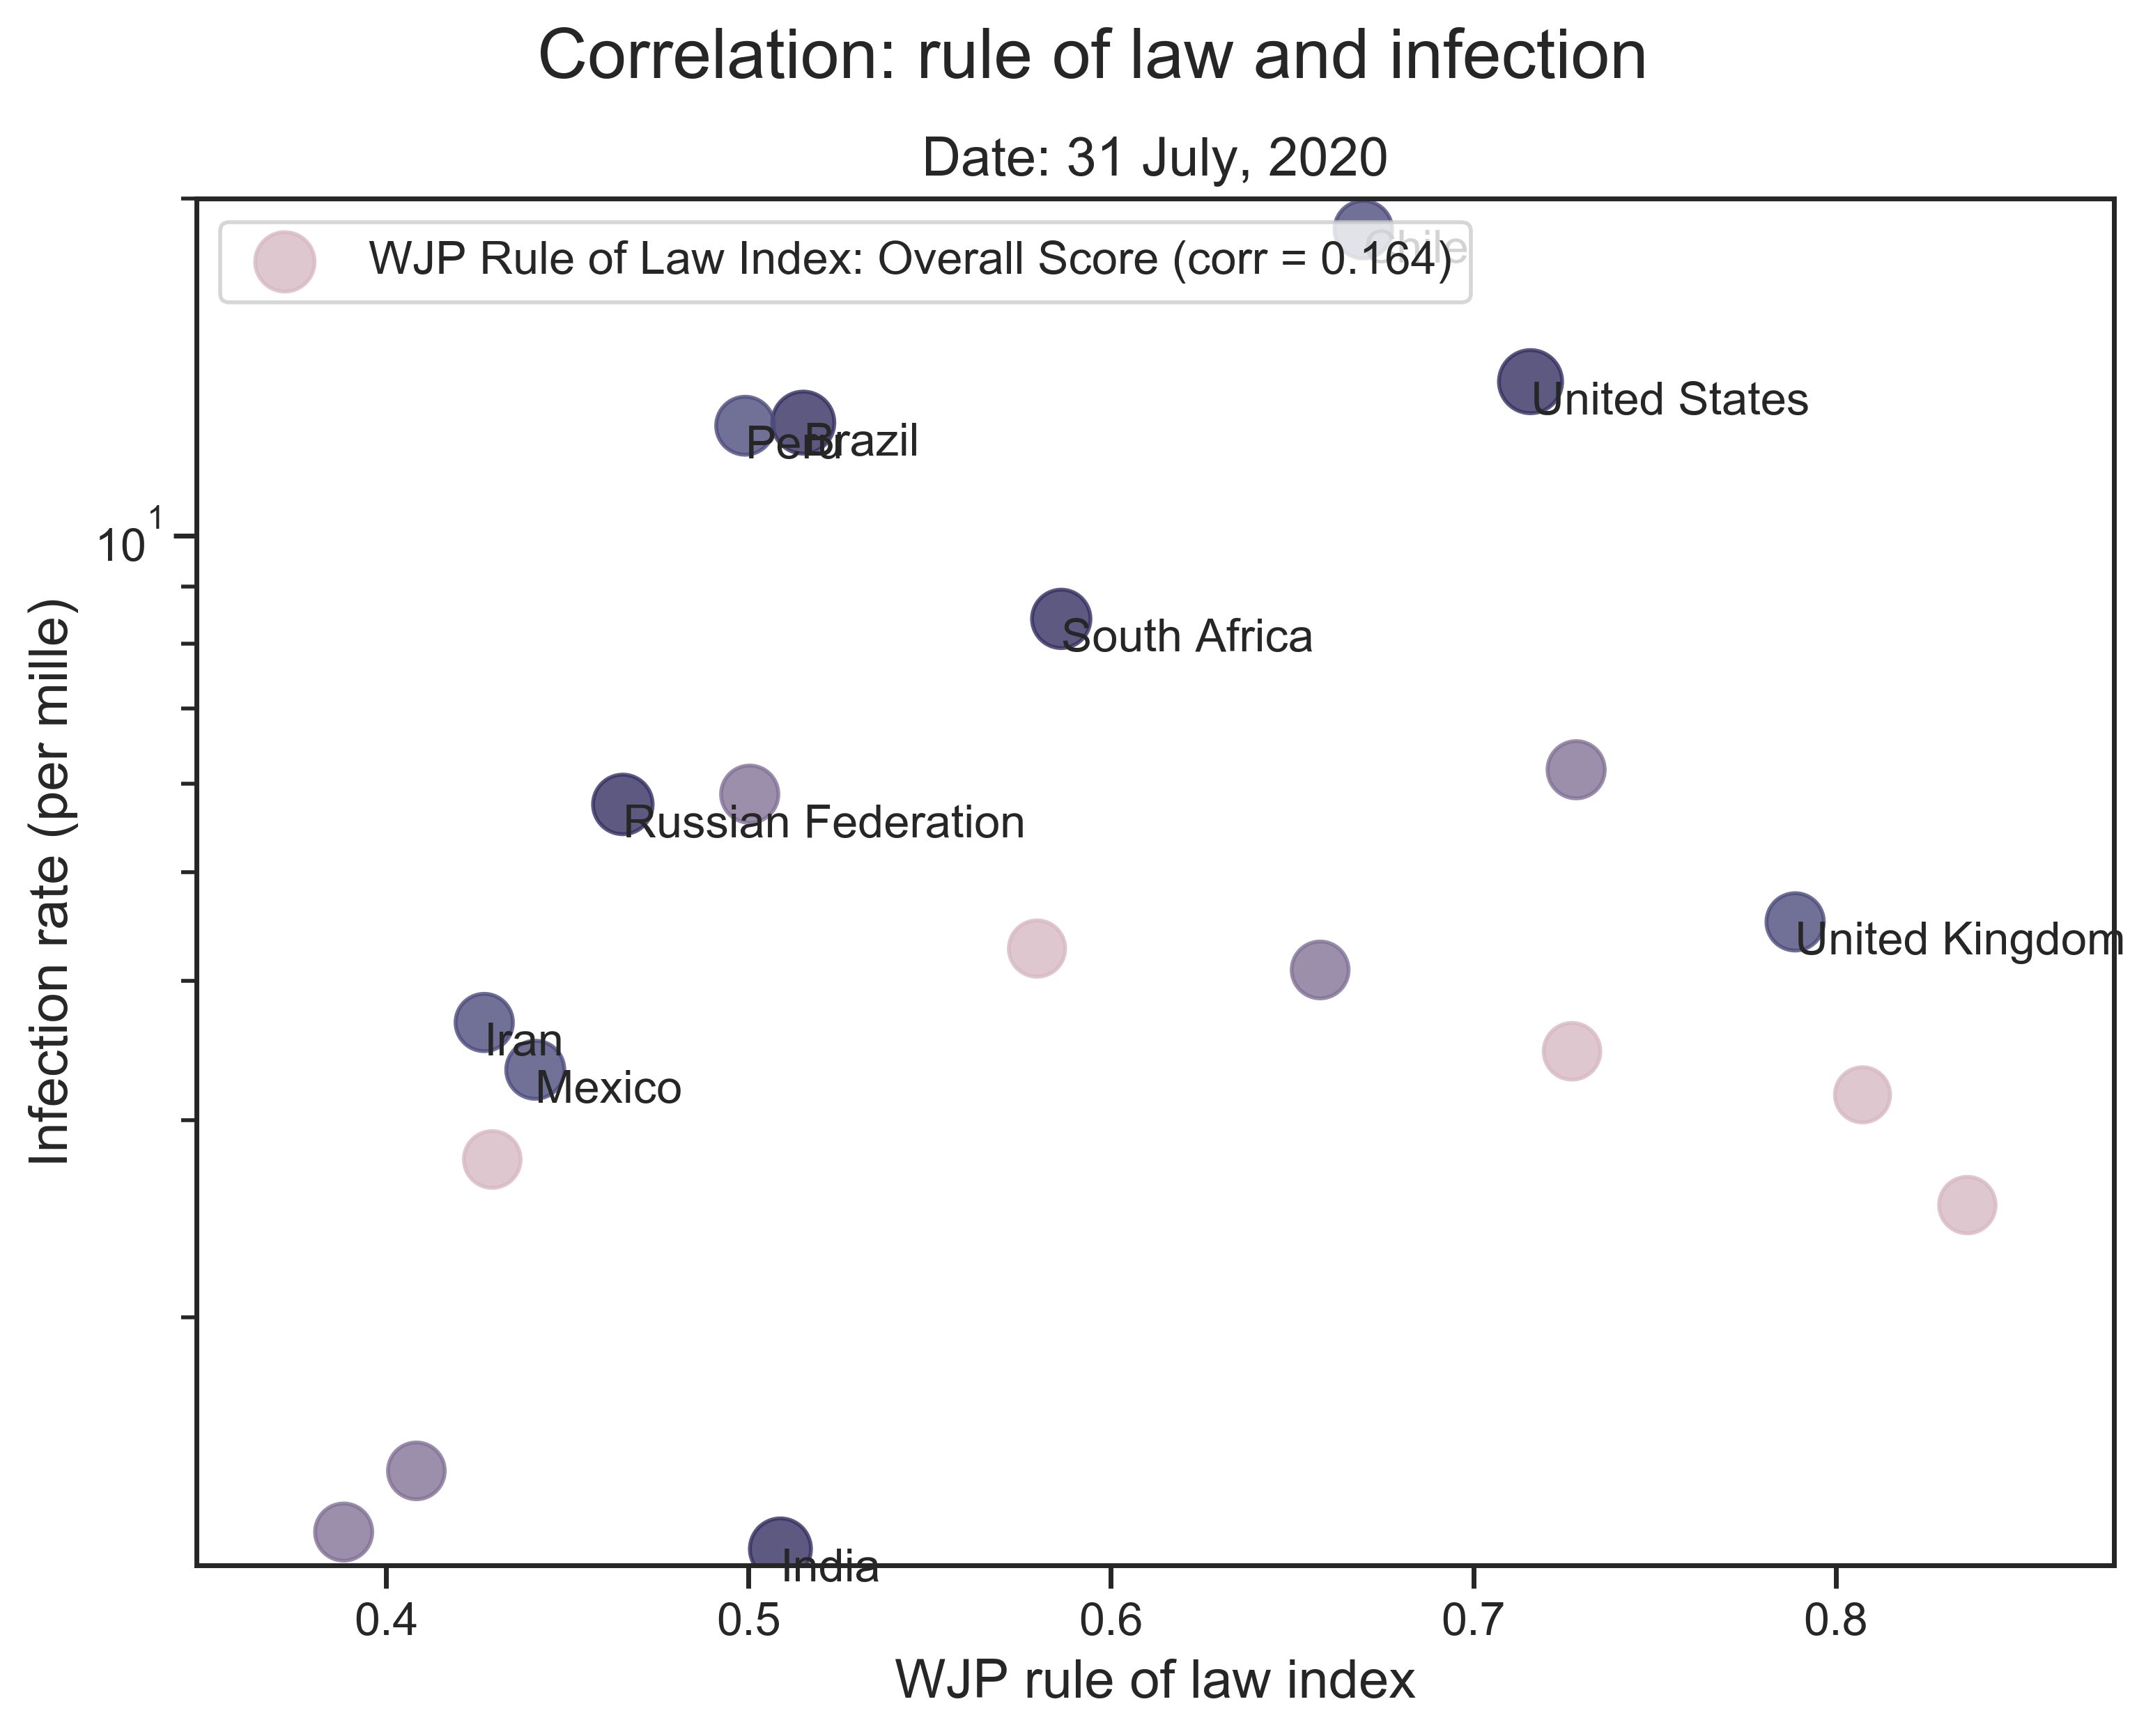 Correlation: rule of law and infection
Date: 31 July, 2020
WJP Rule of Law Index: Overall Score (corr = 0.164)
Chile
United States
Peru
Brazil
10^1
South Africa
Infection rate (per mille)
Russian Federation
United Kingdom
Iran
Mexico
India
0.4 0.5 0.6 0.7 0.8
WJP rule of law index